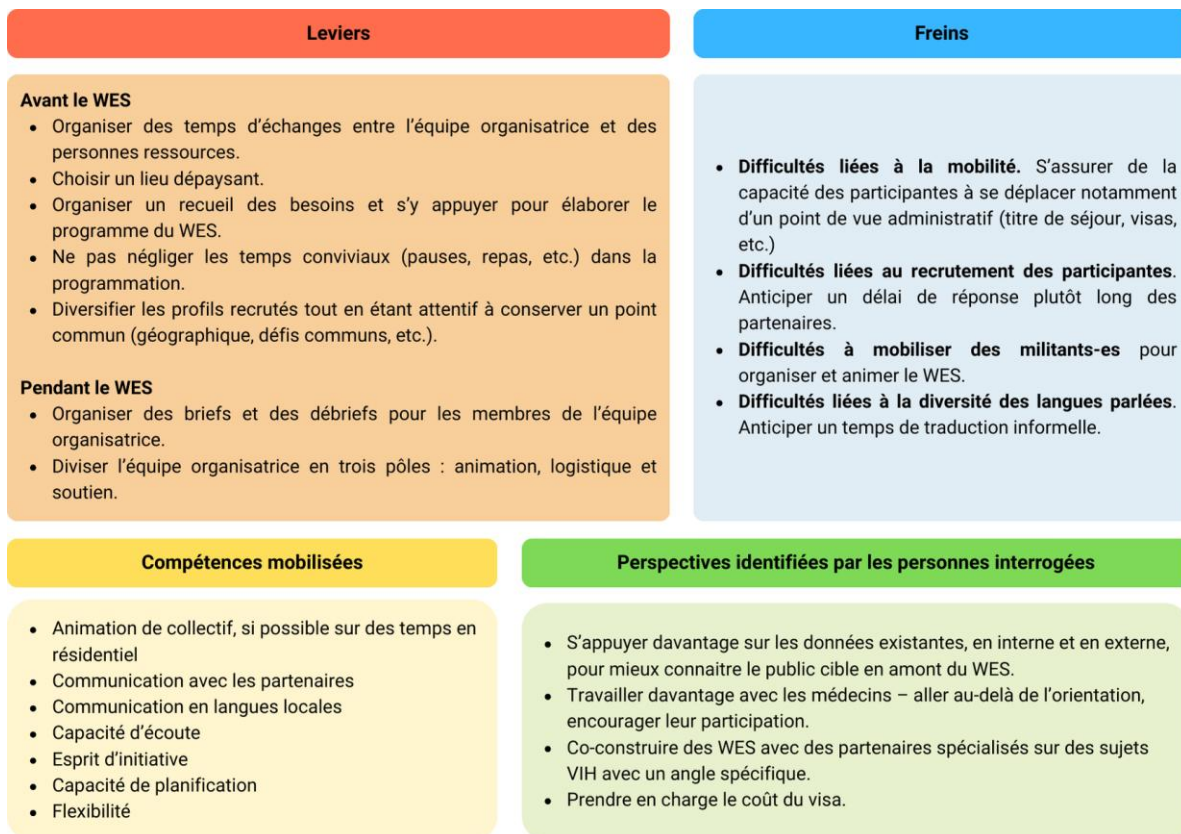 Leviers
Avant le WES
• Organiser des temps d'échanges entre l'équipe organisatrice et des
personnes ressources.
• Choisir un lieu dépaysant.
• Organiser un recueil des besoins et s'y appuyer pour élaborer le
programme du WES.
• Ne pas négliger les temps conviviaux (pauses, repas, etc.) dans la
programmation.
• Diversifier les profils recrutés tout en étant attentif à conserver un point
commun (géographique, défis communs, etc.).
Pendant le WES
• Organiser des briefs et des débriefs pour les membres de l'équipe
organisatrice.
• Diviser l'équipe organisatrice en trois pôles : animation, logistique et
soutien.
Freins
• Difficultés liées à la mobilité. S'assurer de la
capacité des participantes à se déplacer notamment
d'un point de vue administratif (titre de séjour, visas,
etc.)
• Difficultés liées au recrutement des participantes.
Anticiper un délai de réponse plutôt long des
partenaires.
• Difficultés à mobiliser des militants-es pour
organiser et animer le WES.
• Difficultés liées à la diversité des langues parlées.
Anticiper un temps de traduction informelle.
Compétences mobilisées
• Animation de collectif, si possible sur des temps en
résidentiel
• Communication avec les partenaires
• Communication en langues locales
• Capacité d'écoute
• Esprit d'initiative
• Capacité de planification
• Flexibilité
Perspectives identifiées par les personnes interrogées
• S'appuyer davantage sur les données existantes, en interne et en externe,
pour mieux connaitre le public cible en amont du WES.
• Travailler davantage avec les médecins – aller au-delà de l'orientation,
encourager leur participation.
• Co-construire des WES avec des partenaires spécialisés sur des sujets
VIH avec un angle spécifique.
• Prendre en charge le coût du visa.